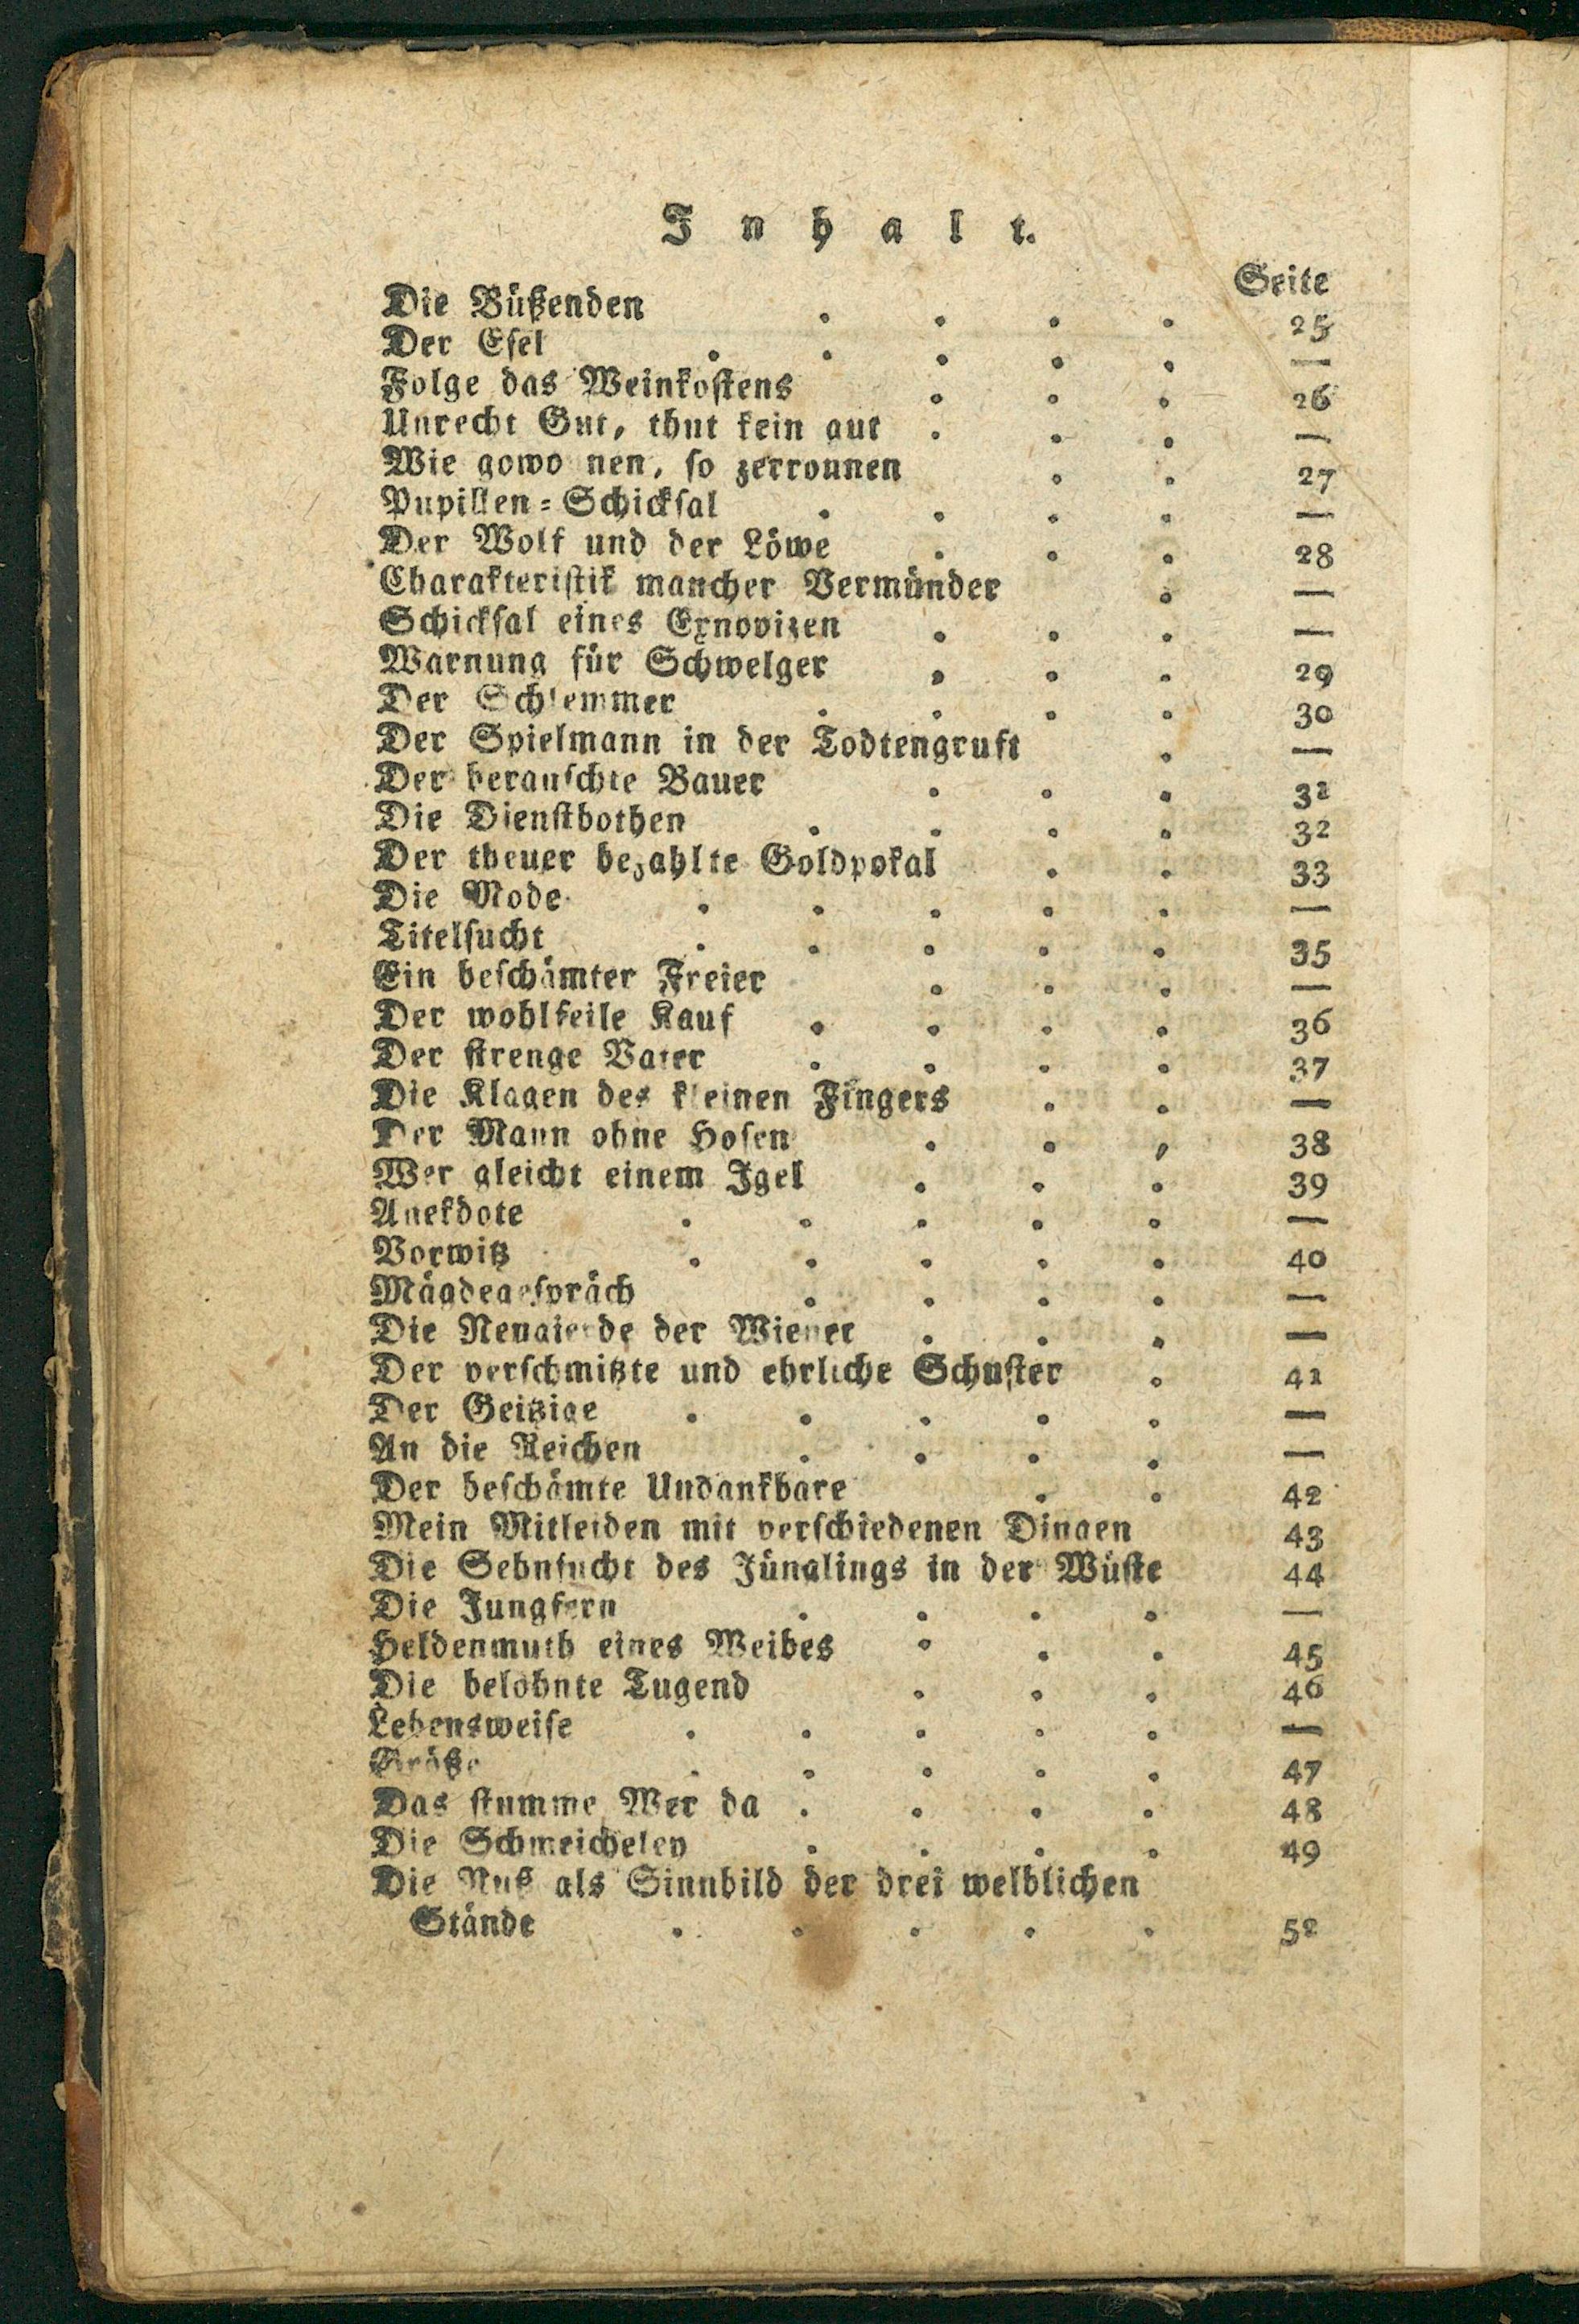 Inhalt.
Seite
Die Büßenden . . . . 25
Der Eſel . . . . . —
Folge das Weinkoſtens . . . 26
Unrecht Gut, thut kein gut . . . —
Wie gowo nen, ſo zerronnen . . 27
Pupillen=Schickſal . . . . —
Der Wolf und der Löwe . . . 28
Charakteriſtik mancher Vermünder . —
Schickſal eines Exnovizen . . . —
Warnung für Schwelger . . . 29
Der Schlemmer . . . . 30
Der Spielmann in der Todtengruft . —
Der berauſchte Bauer . . . 31
Die Dienſtbothen . . . . 32
Der theuer bezahlte Goldpokal . . 33
Die Mode . . . . . —
Titelſucht . . . . . 35
Ein beſchämter Freier . . . —
Der wohlfeile Kauf . . . . 36
Der ſtrenge Vater . . . . 37
Die Klagen des kleinen Fingers . . —
Der Mann ohne Hoſen . . , 38
Wer gleicht einem Igel . . . 39
Anekdote . . . . . —
Vorwitz . . . . . 40
Mägdegeſpräch . . . . —
Die Neugierde der Wiener . . . —
Der verſchmitzte und ehrliche Schuſter . 41
Der Geitzige . . . . . —
An die Reichen . . . . —
Der beſchämte Undankbare . . 42
Mein Mitleiden mit verſchiedenen Dingen 43
Die Sehnſucht des Jünglings in der Wüſte 44
Die Jungfern . . . . —
Heldenmuth eines Weibes . . . 45
Die belohnte Tugend . . . 46
Lebensweiſe . . . . . —
Größe . . . . . 47
Das ſtumme Wer da . . . . 48
Die Schmeicheley . . . . 49
Die Nuß als Sinnbild der drei welblichen
Stände . . . . . 52